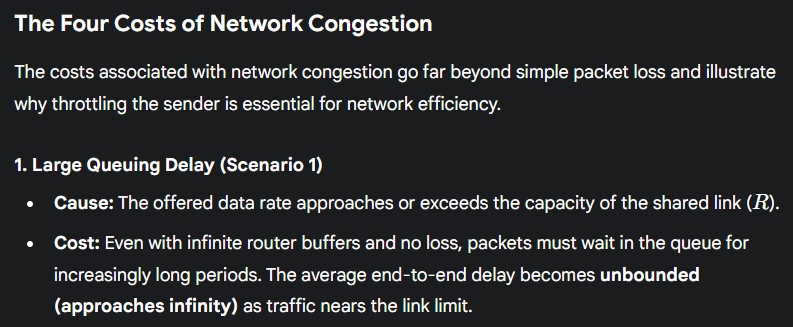 The Four Costs of Network Congestion
The costs associated with network congestion go far beyond simple packet loss and illustrate
why throttling the sender is essential for network efficiency.
1. Large Queuing Delay (Scenario 1)
• Cause: The offered data rate approaches or exceeds the capacity of the shared link (R).
• Cost: Even with infinite router buffers and no loss, packets must wait in the queue for
increasingly long periods. The average end-to-end delay becomes unbounded
(approaches infinity) as traffic nears the link limit.